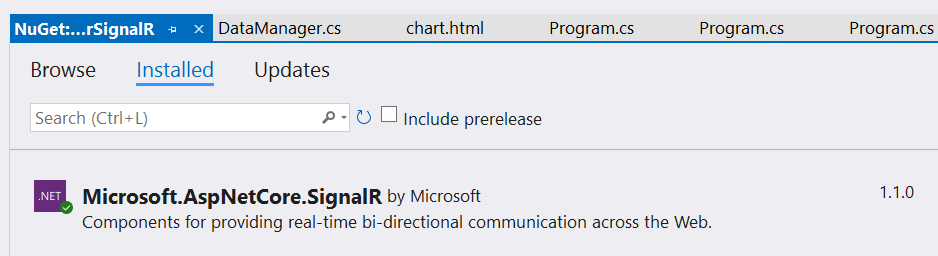 NuGet:...rSignalR DataManager.cs chart.html Program.cs Program.cs Program.cs
Browse Installed Updates
Search (Ctrl+L) Include prerelease
.NET Microsoft.AspNetCore.SignalR by Microsoft 1.1.0
Components for providing real-time bi-directional communication across the Web.